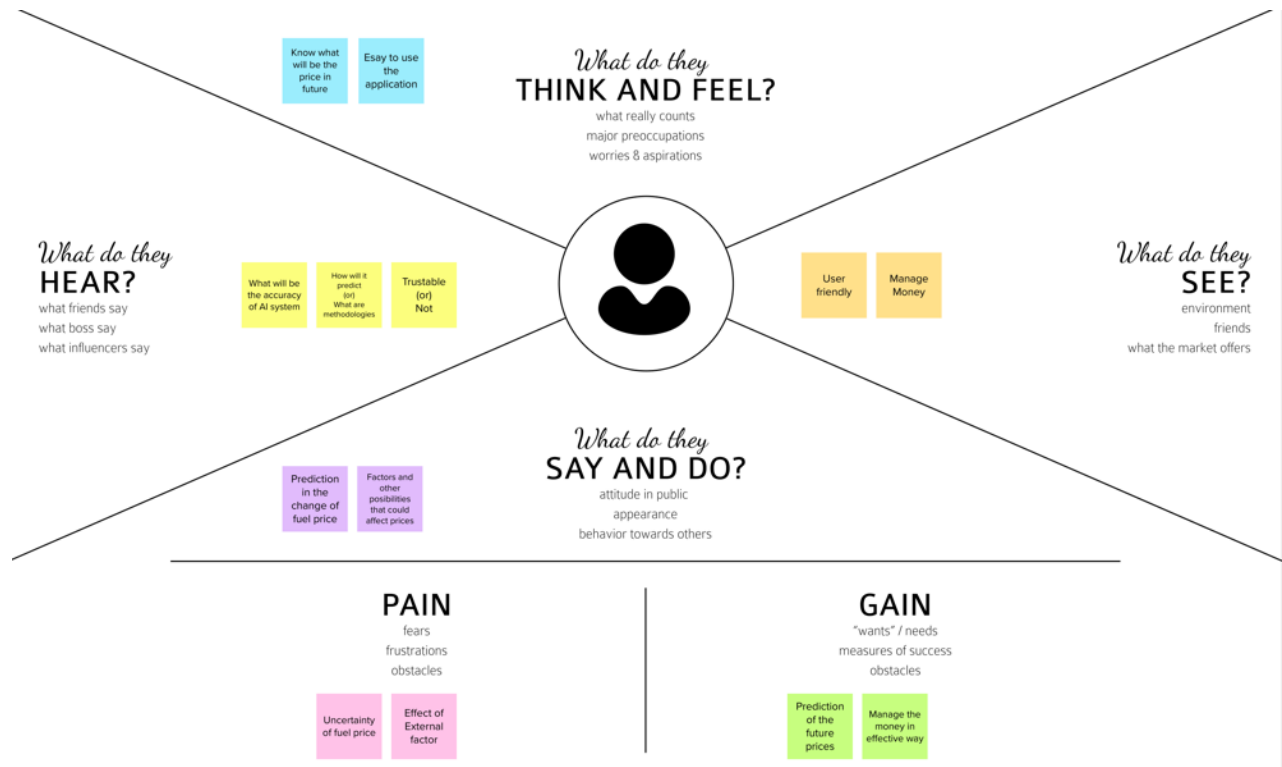 Know what
will be the
price in
future
Esay to use
the
application
What do they
THINK AND FEEL?
what really counts
major preoccupations
worries & aspirations
What do they
HEAR?
what friends say
what boss say
what influencers say
What will be
the accuracy
of AI system
How will it
predict
(or)
What are
methodologies
Trustable
(or)
Not
User
friendly
Manage
Money
What do they
SEE?
environment
friends
what the market offers
What do they
SAY AND DO?
attitude in public
appearance
behavior towards others
Prediction
in the
change of
fuel price
Factors and
other
posibilities
that could
affect prices
PAIN
fears
frustrations
obstacles
Uncertainty
of fuel price
Effect of
External
factor
GAIN
"wants" / needs
measures of success
obstacles
Prediction
of the
future
prices
Manage the
money in
effective way